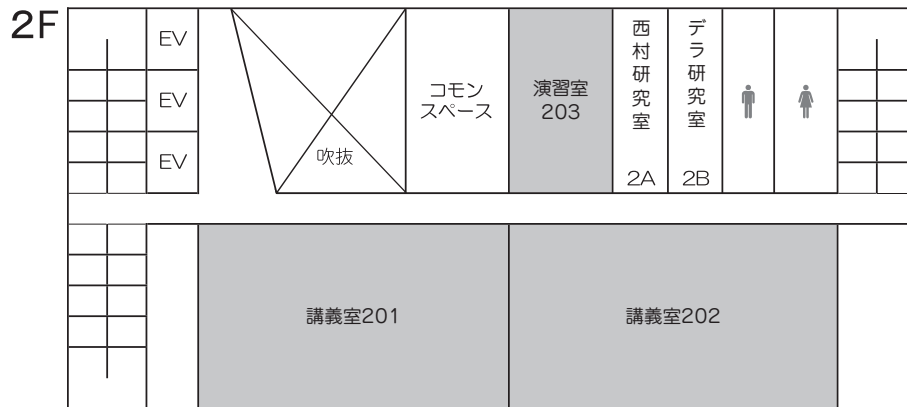 2F
EV
EV
EV
吹抜
コモン
スペース
演習室
203
西村研究室
2A
デラ研究室
2B
講義室201
講義室202